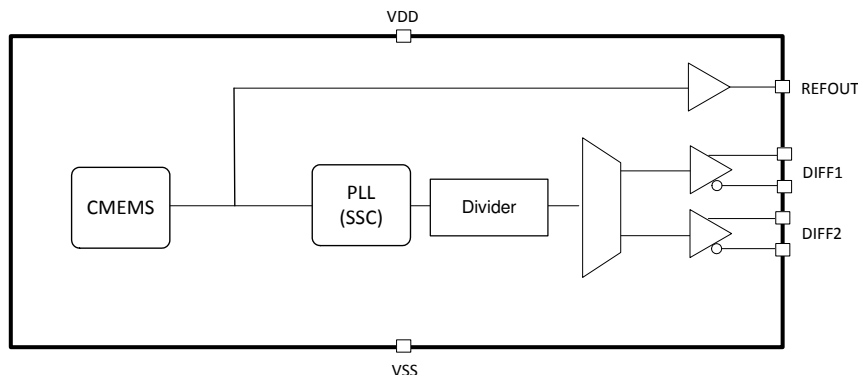 VDD
REFOUT
CMEMS
PLL
(SSC)
Divider
DIFF1
DIFF2
VSS